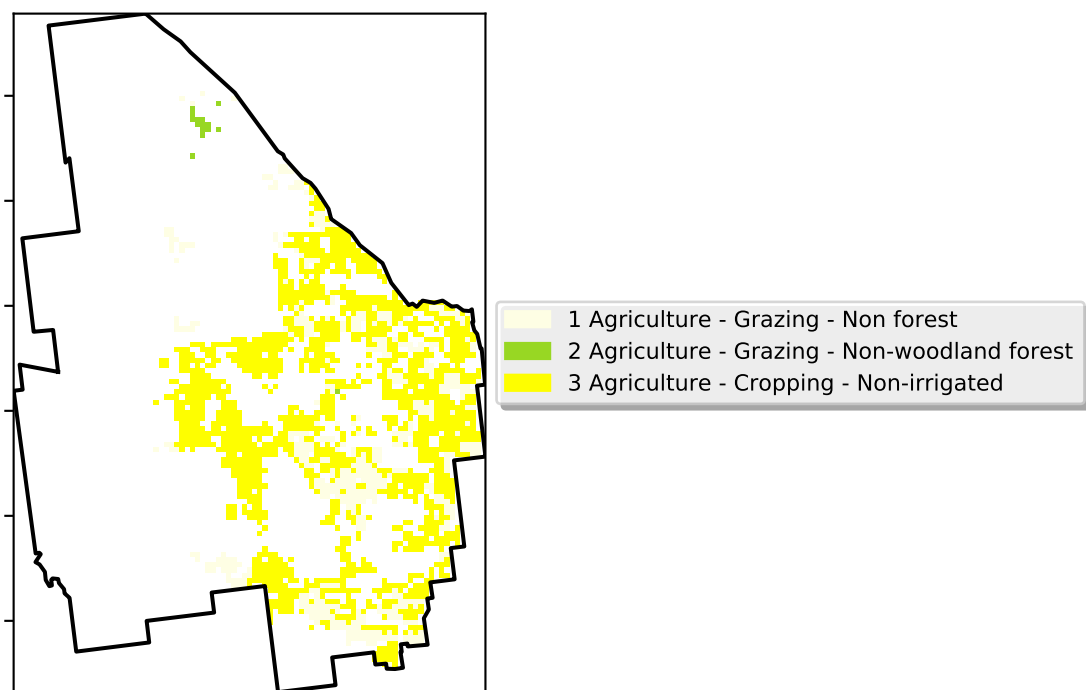 1 Agriculture - Grazing - Non forest
2 Agriculture - Grazing - Non-woodland forest
3 Agriculture - Cropping - Non-irrigated